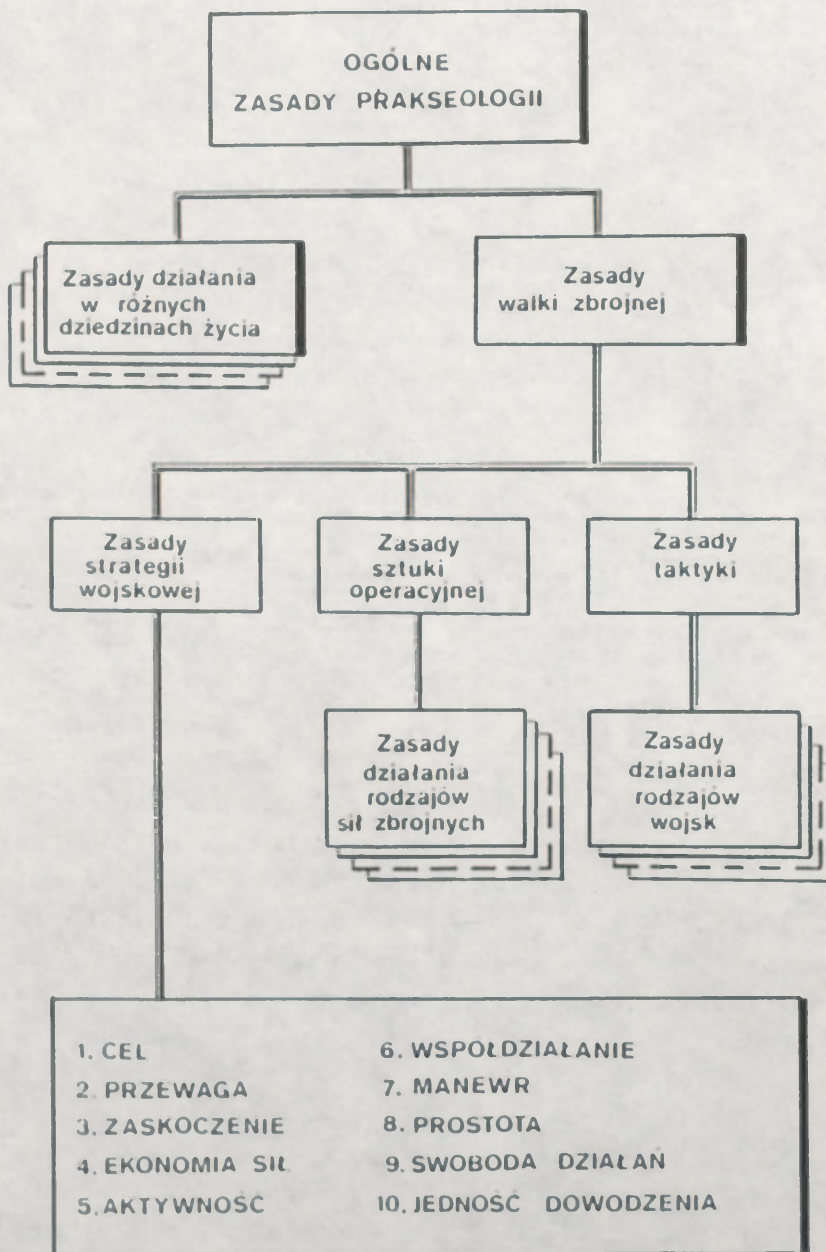 OGÓLNE
ZASADY PRAKSEOLOGII
Zasady działania
w różnych
dziedzinach życia
Zasady
walki zbrojnej
Zasady
strategii
wojskowej
Zasady
sztuki
operacyjnej
Zasady
taktyki
Zasady
działania
rodzajów
sił zbrojnych
Zasady
działania
rodzajów
wojsk
1. CEL
2. PRZEWAGA
3. ZASKOCZENIE
4. EKONOMIA SIŁ
5. AKTYWNOŚĆ
6. WSPÓŁDZIAŁANIE
7. MANEWR
8. PROSTOTA
9. SWOBODA DZIAŁAŃ
10. JEDNOŚĆ DOWODZENIA